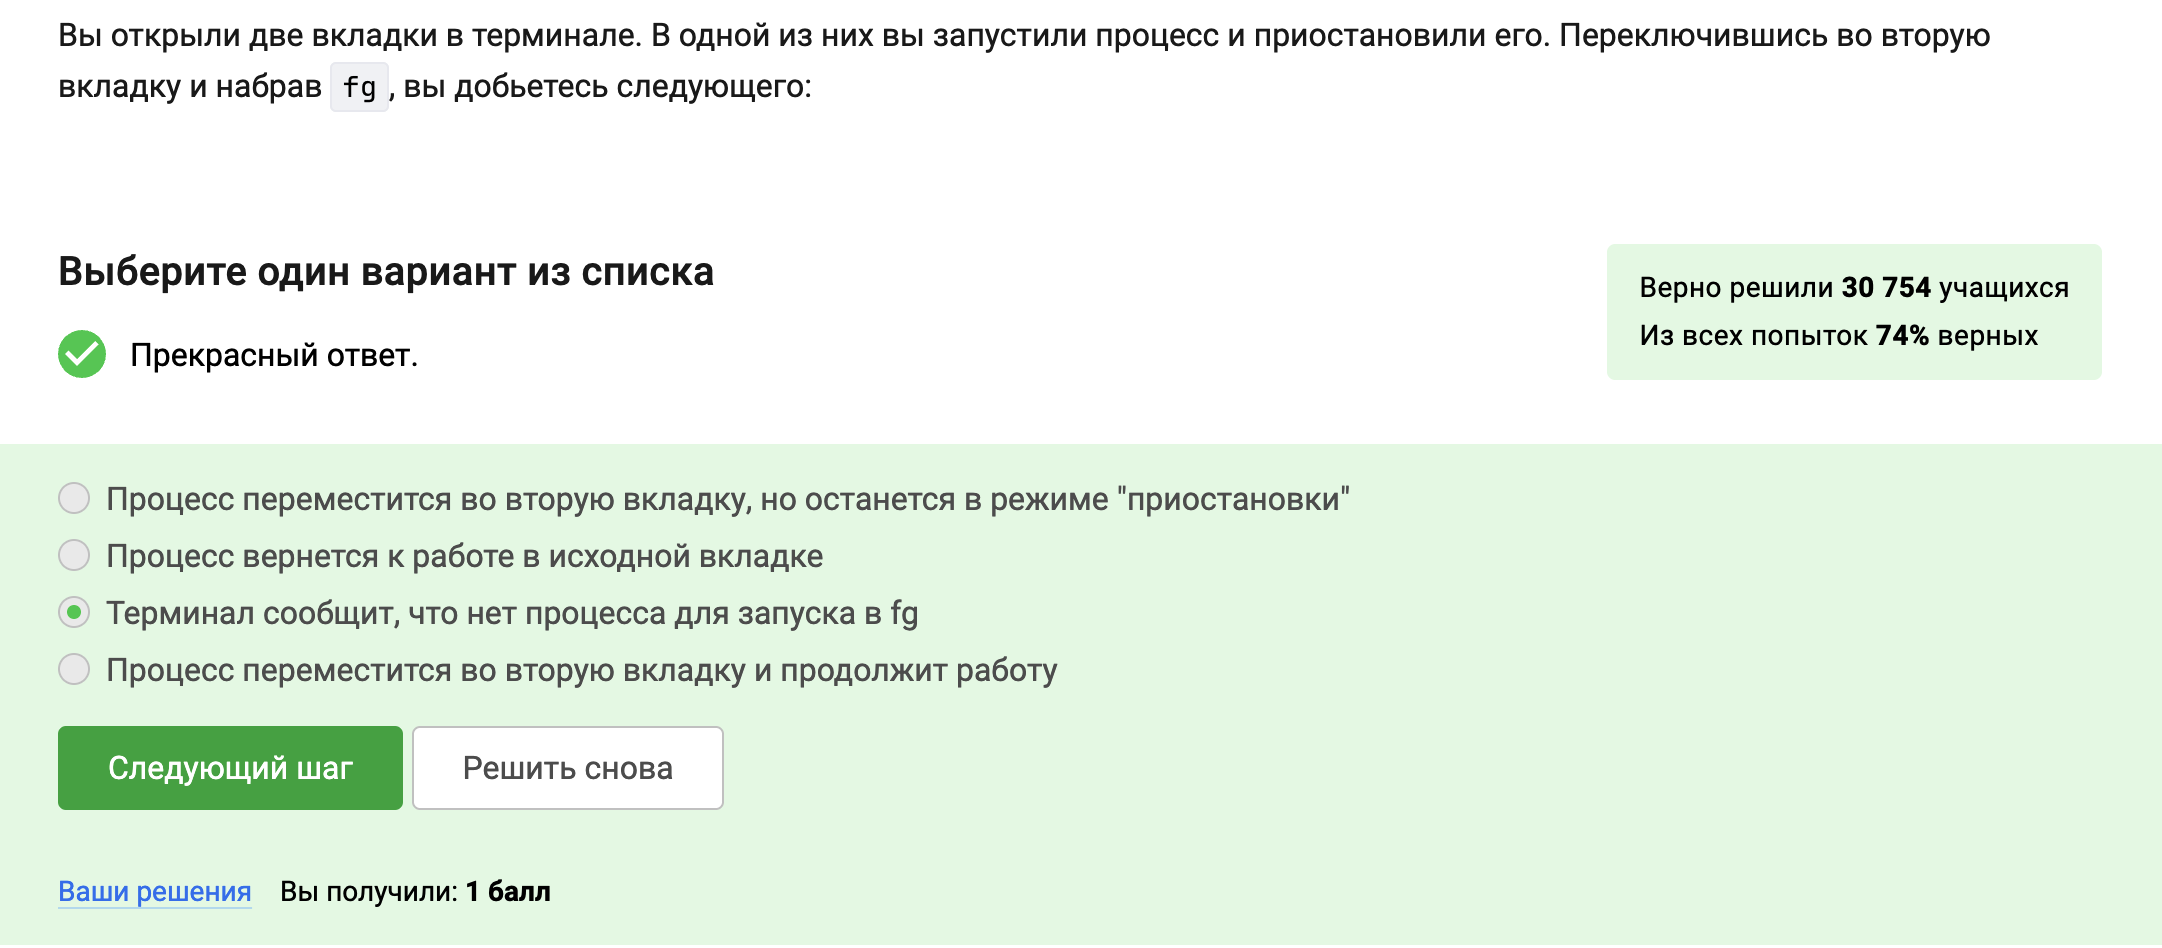 Вы открыли две вкладки в терминале. В одной из них вы запустили процесс и приостановили его. Переключившись во вторую
вкладку и набрав fg, вы добьетесь следующего:
Выберите один вариант из списка
Прекрасный ответ.
Верно решили 30 754 учащихся
Из всех попыток 74% верных
Процесс переместится во вторую вкладку, но останется в режиме "приостановки"
Процесс вернется к работе в исходной вкладке
Терминал сообщит, что нет процесса для запуска в fg
Процесс переместится во вторую вкладку и продолжит работу
Следующий шаг
Решить снова
Ваши решения Вы получили: 1 балл